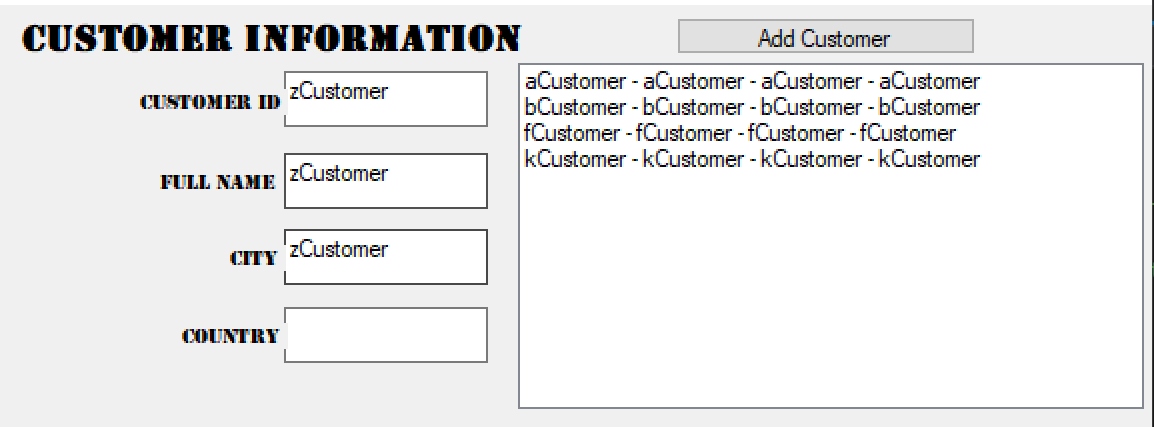 CUSTOMER INFORMATION
Add Customer
CUSTOMER ID
zCustomer
FULL NAME
zCustomer
CITY
zCustomer
COUNTRY
aCustomer - aCustomer - aCustomer - aCustomer
bCustomer - bCustomer - bCustomer - bCustomer
fCustomer - fCustomer - fCustomer - fCustomer
kCustomer - kCustomer - kCustomer - kCustomer